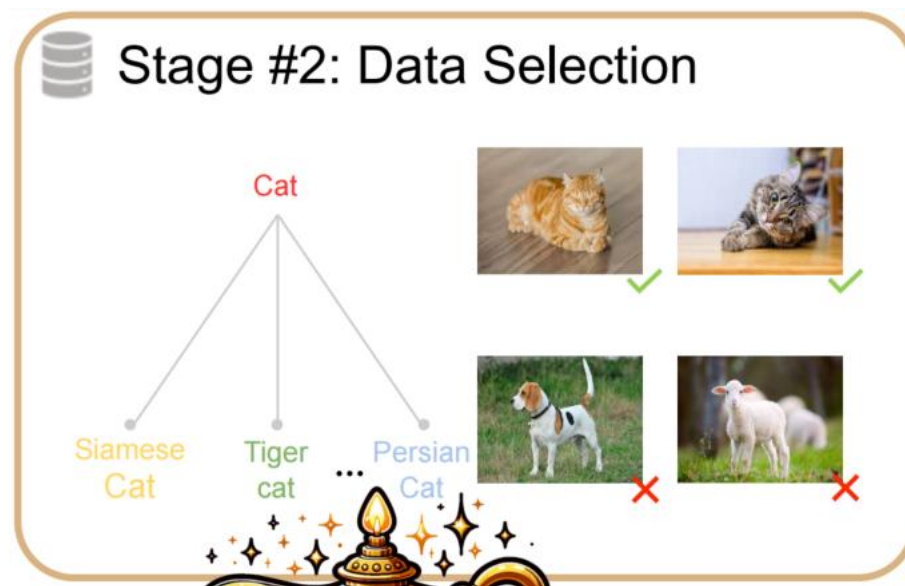 Stage #2: Data Selection
Cat
Siamese
Cat
Tiger
cat
...
Persian
Cat